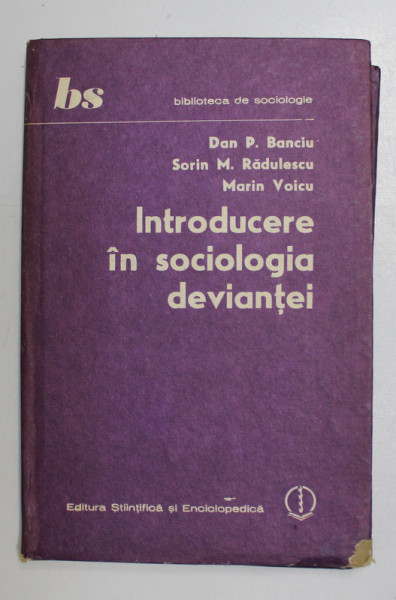 bs
biblioteca de sociologie
Dan P. Banciu
Sorin M. Rădulescu
Marin Voicu
Introducere
în sociologia
devianței
Editura Științifică și Enciclopedică